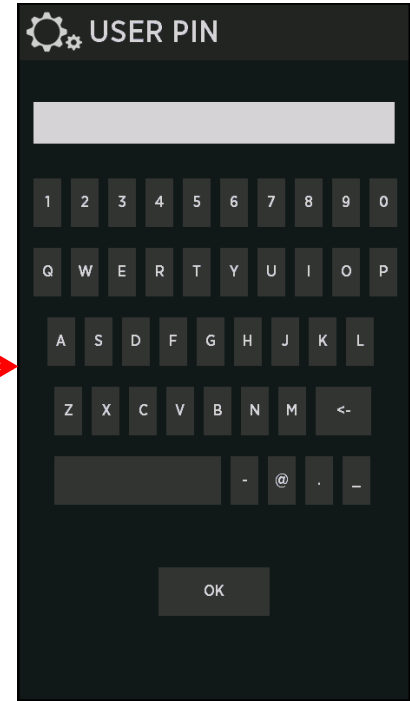 USER PIN
1 2 3 4 5 6 7 8 9 0
Q W E R T Y U I O P
A S D F G H J K L
Z X C V B N M <-
- @ . _
OK